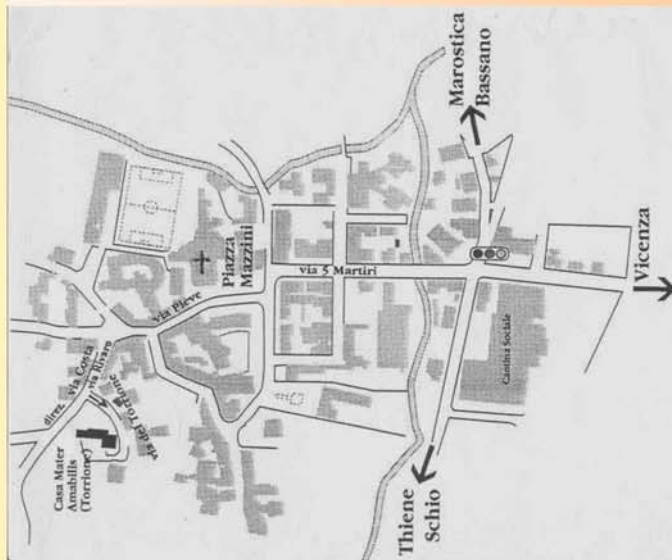 Marostica
Bassano
Piazza
Mazzini
via 5 Martiri
Vicenza
via Pieve
direz. via Costa
via Rivaro
via del Torrione
Casa Mater
Amabilis
(Torrione)
Cantina Sociale
Thiene
Schio